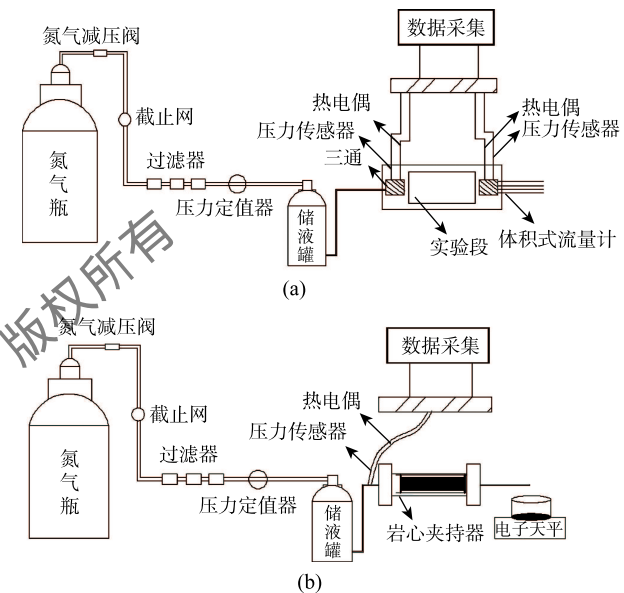 数据采集
氮气减压阀
热电偶
热电偶
压力传感器
压力传感器
截止网
三通
过滤器
氮气瓶
压力定值器
储液罐
实验段
体积式流量计
(a)
版权所有
氮气减压阀
数据采集
热电偶
截止网
压力传感器
过滤器
氮气瓶
压力定值器
储液罐
岩心夹持器
电子天平
(b)